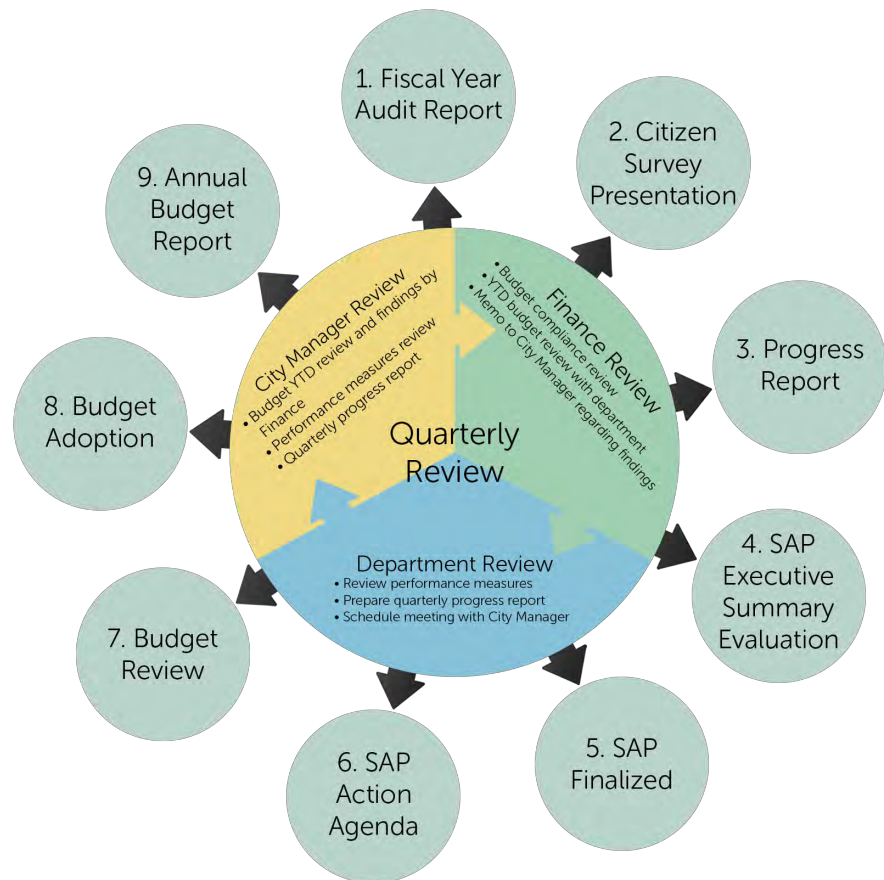 1. Fiscal Year
Audit Report
2. Citizen
Survey
Presentation
3. Progress
Report
4. SAP
Executive
Summary
Evaluation
5. SAP
Finalized
6. SAP
Action
Agenda
7. Budget
Review
8. Budget
Adoption
9. Annual
Budget
Report
City Manager Review
• Budget YTD review and findings by
Finance
• Performance measures review
• Quarterly progress report
Finance Review
• Budget compliance review
• YTD budget review with department
• Memo to City Manager regarding findings
Quarterly
Review
Department Review
• Review performance measures
• Prepare quarterly progress report
• Schedule meeting with City Manager